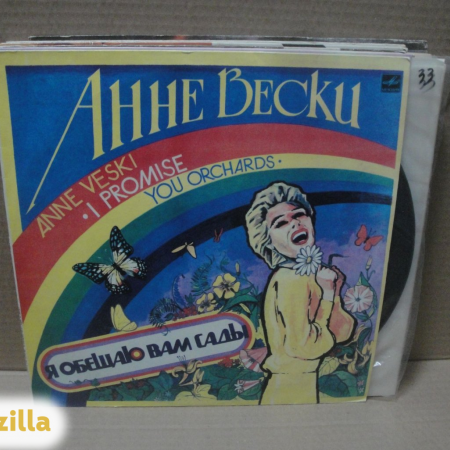 Анне Вески
ANNE VESKI
• I PROMISE
YOU ORCHARDS •
Я ОБЕЩАЮ ВАМ САДЫ
33
zilla